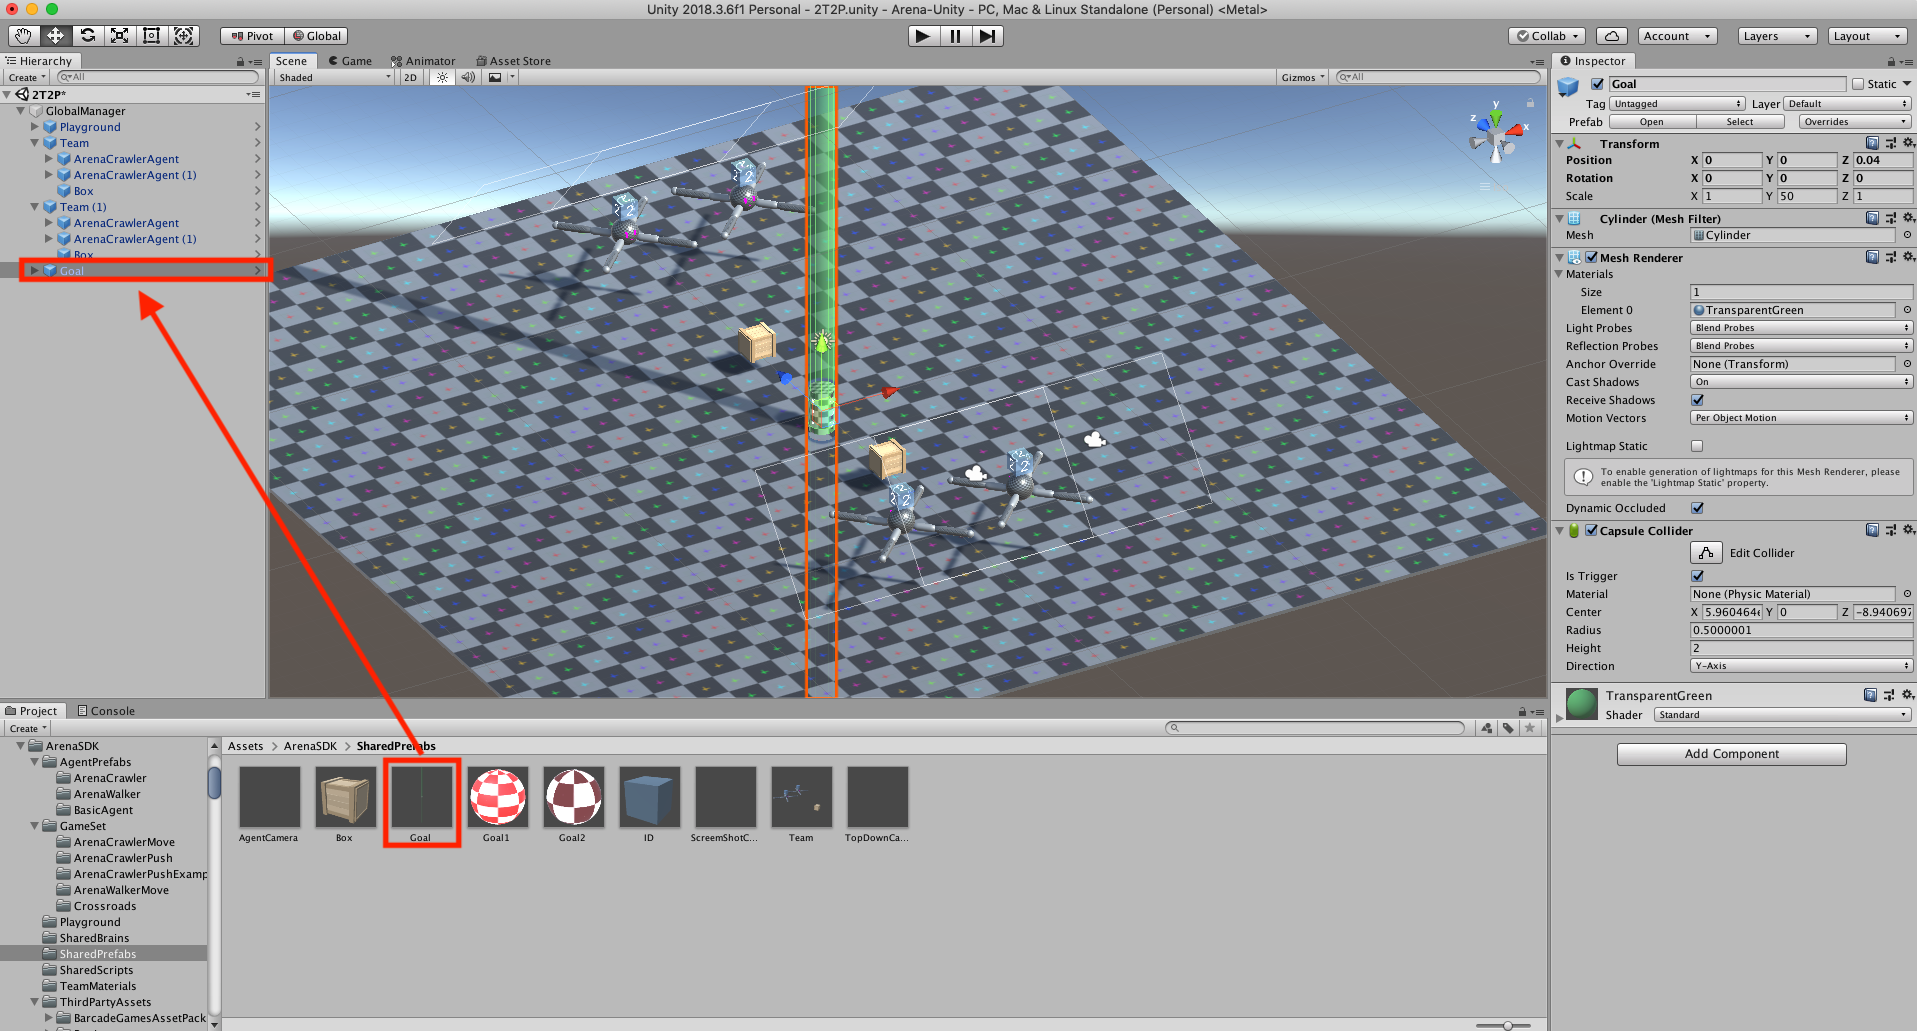 Unity 2018.3.6f1 Personal - 2T2P.unity - Arena-Unity - PC, Mac & Linux Standalone (Personal) <Metal>
Pivot Global Collab Account Layers Layout
Hierarchy
Create All
2T2P*
GlobalManager
Playground
Team
ArenaCrawlerAgent
ArenaCrawlerAgent (1)
Box
Team (1)
ArenaCrawlerAgent
ArenaCrawlerAgent (1)
Box
Goal
Scene Game Animator Asset Store
Shaded 2D Gizmos All
y
z x
2
2
2
2
Inspector
Goal Static
Tag Untagged Layer Default
Prefab Open Select Overrides
Transform
Position X 0 Y 0 Z 0.04
Rotation X 0 Y 0 Z 0
Scale X 1 Y 50 Z 1
Cylinder (Mesh Filter)
Mesh Cylinder
Mesh Renderer
Materials
Size 1
Element 0 TransparentGreen
Light Probes Blend Probes
Reflection Probes Blend Probes
Anchor Override None (Transform)
Cast Shadows On
Receive Shadows
Motion Vectors Per Object Motion
Lightmap Static
To enable generation of lightmaps for this Mesh Renderer, please
enable the 'Lightmap Static' property.
Dynamic Occluded
Capsule Collider
Edit Collider
Is Trigger
Material None (Physic Material)
Center X 5.960464e Y 0 Z -8.940697
Radius 0.5000001
Height 2
Direction Y-Axis
TransparentGreen
Shader Standard
Add Component
Project Console
Create
ArenaSDK
AgentPrefabs
ArenaCrawler
ArenaWalker
BasicAgent
GameSet
ArenaCrawlerMove
ArenaCrawlerPush
ArenaCrawlerPushExamp
ArenaWalkerMove
Crossroads
Playground
SharedBrains
SharedPrefabs
SharedScripts
TeamMaterials
ThirdPartyAssets
BarcadeGamesAssetPack
Assets > ArenaSDK > SharedPrefabs
AgentCamera Box Goal Goal1 Goal2 ID ScreemShotC... Team TopDownCa...